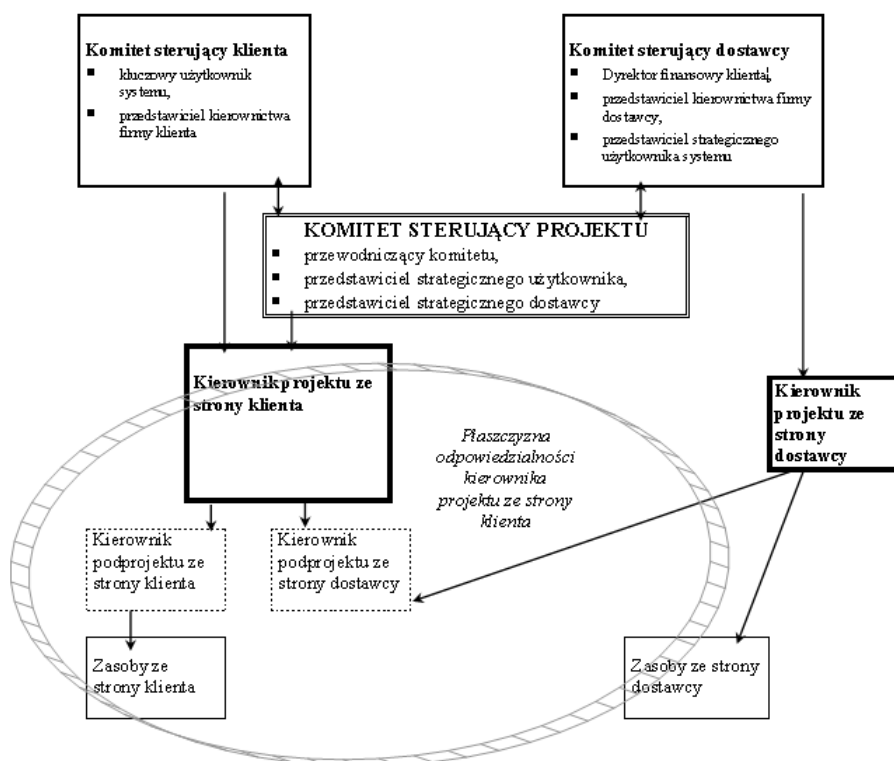 Komitet sterujący klienta
▪ kluczowy użytkownik
systemu,
▪ przedstawiciel kierownictwa
firmy klienta
Komitet sterujący dostawcy
▪ Dyrektor finansowy klienta,
▪ przedstawiciel kierownictwa firmy
dostawcy,
▪ przedstawiciel strategicznego
użytkownika systemu
KOMITET STERUJĄCY PROJEKTU
▪ przewodniczący komitetu,
▪ przedstawiciel strategicznego użytkownika,
▪ przedstawiciel strategicznego dostawcy
Kierownik projektu ze
strony klienta
Kierownik
projektu ze
strony
dostawcy
Płaszczyzna
odpowiedzialności
kierownika
projektu ze strony
klienta
Kierownik
podprojektu ze
strony klienta
Kierownik
podprojektu ze
strony dostawcy
Zasoby ze
strony klienta
Zasoby ze strony
dostawcy